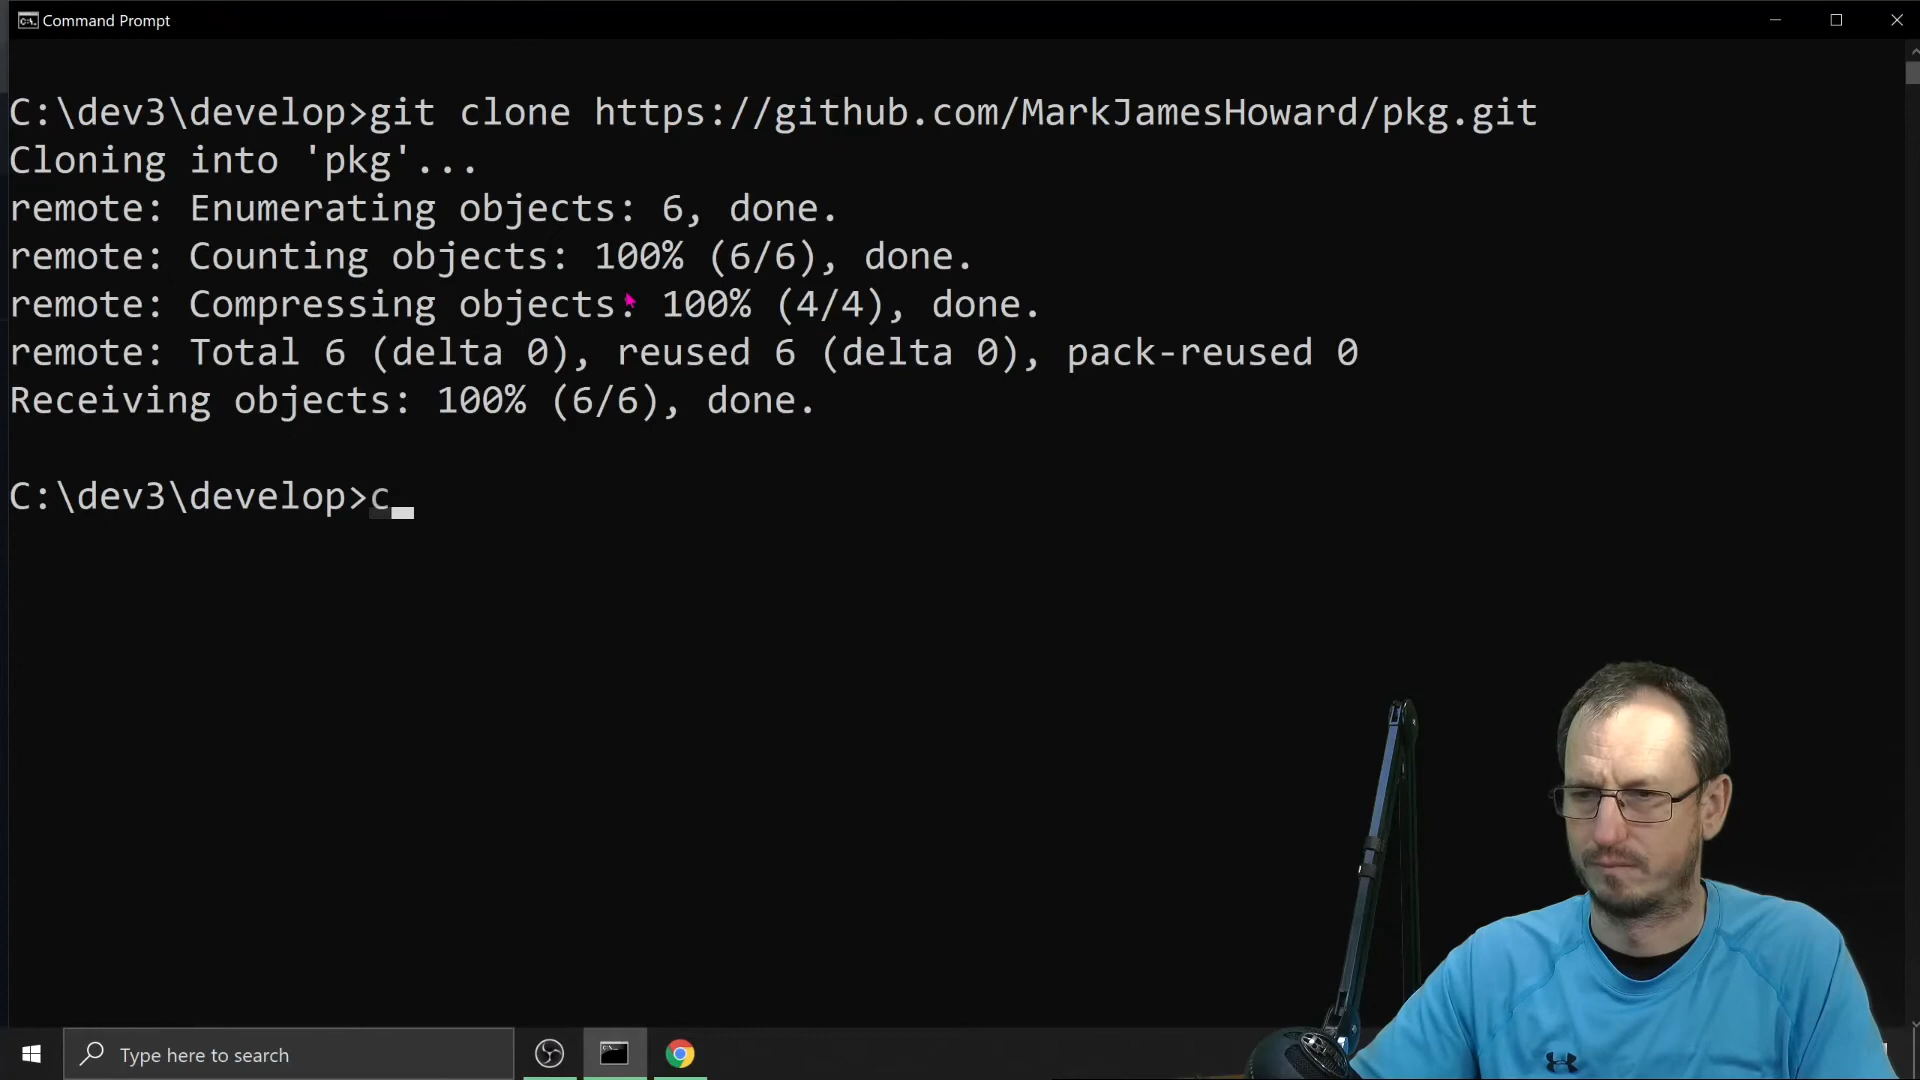 Command Prompt
C:\dev3\develop>git clone https://github.com/MarkJamesHoward/pkg.git
Cloning into 'pkg'...
remote: Enumerating objects: 6, done.
remote: Counting objects: 100% (6/6), done.
remote: Compressing objects: 100% (4/4), done.
remote: Total 6 (delta 0), reused 6 (delta 0), pack-reused 0
Receiving objects: 100% (6/6), done.
C:\dev3\develop>c
Type here to search